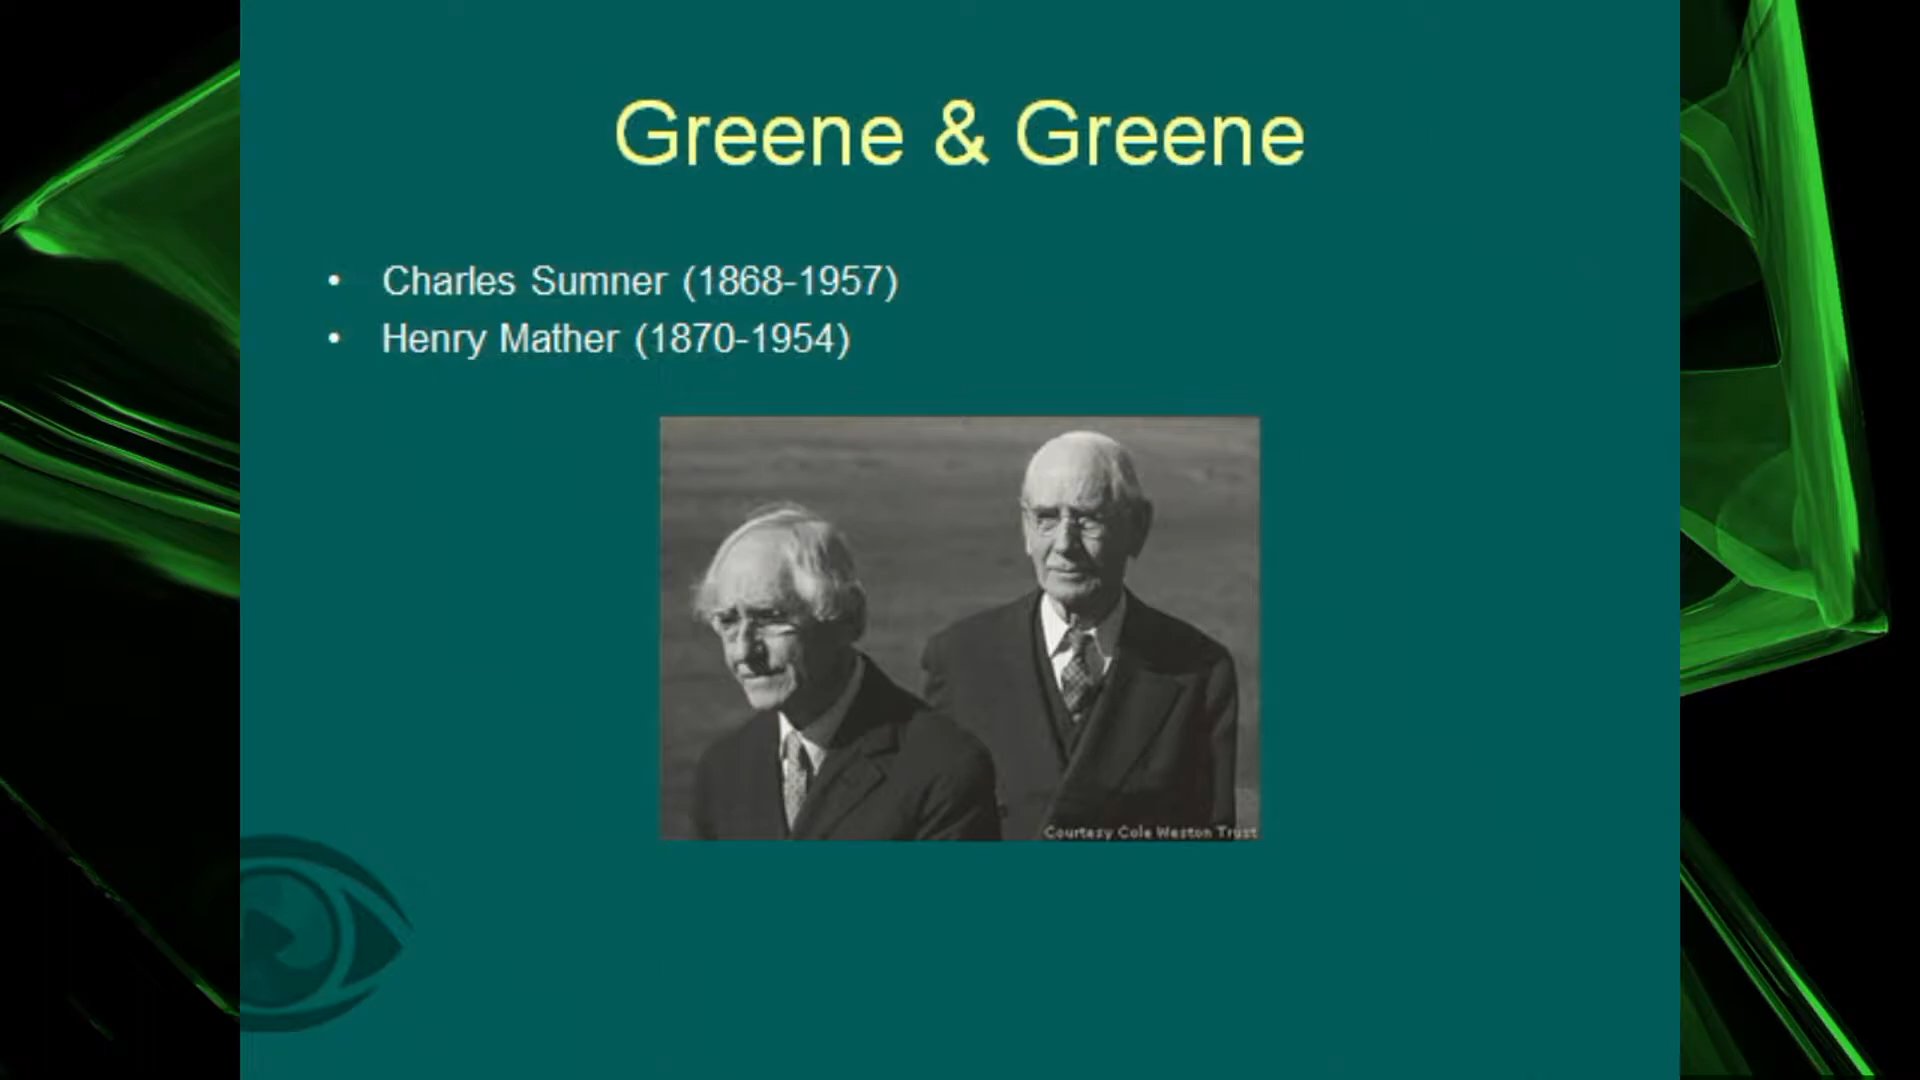 Greene & Greene
• Charles Sumner (1868-1957)
• Henry Mather (1870-1954)
Courtesy Cole Weston Trust